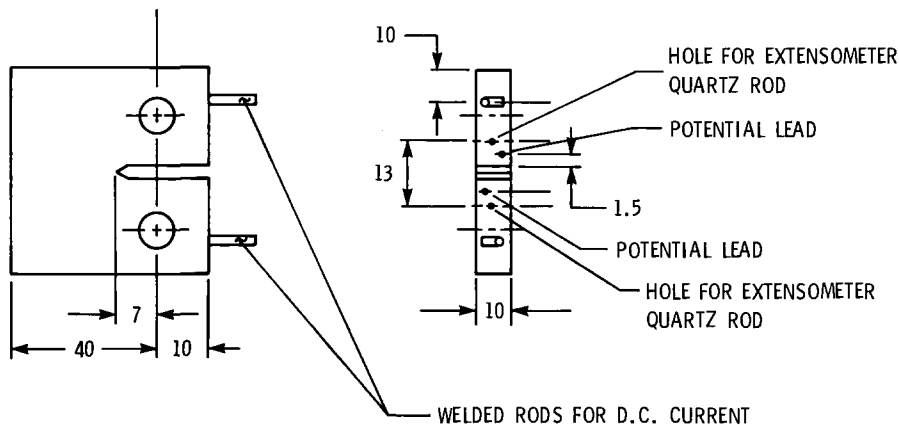 10
HOLE FOR EXTENSOMETER
QUARTZ ROD
POTENTIAL LEAD
13
1.5
POTENTIAL LEAD
HOLE FOR EXTENSOMETER
QUARTZ ROD
7
10
40
10
WELDED RODS FOR D.C. CURRENT